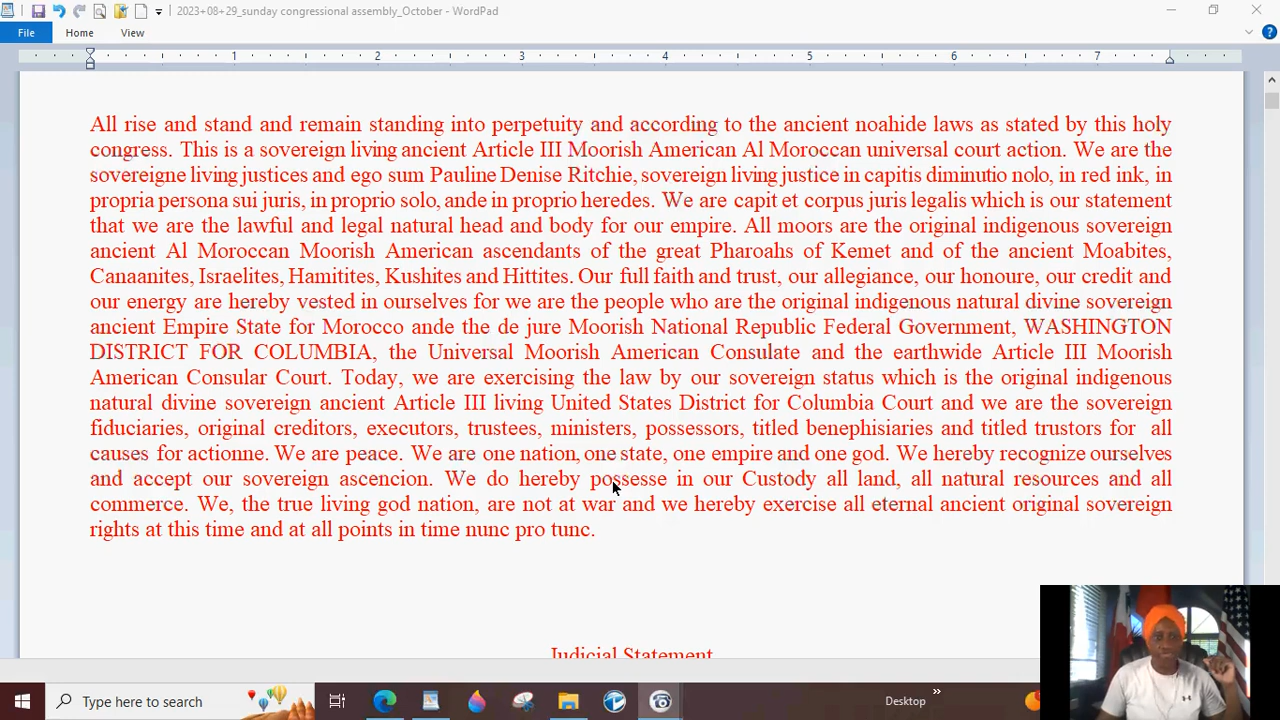 2023+08+29_sunday congressional assembly_October - WordPad
File Home View
1 2 3 4 5 6 7
All rise and stand and remain standing into perpetuity and according to the ancient noahide laws as stated by this holy
congress. This is a sovereign living ancient Article III Moorish American Al Moroccan universal court action. We are the
sovereigne living justices and ego sum Pauline Denise Ritchie, sovereign living justice in capitis diminutio nolo, in red ink, in
propria persona sui juris, in proprio solo, ande in proprio heredes. We are capit et corpus juris legalis which is our statement
that we are the lawful and legal natural head and body for our empire. All moors are the original indigenous sovereign
ancient Al Moroccan Moorish American ascendants of the great Pharoahs of Kemet and of the ancient Moabites,
Canaanites, Israelites, Hamitites, Kushites and Hittites. Our full faith and trust, our allegiance, our honoure, our credit and
our energy are hereby vested in ourselves for we are the people who are the original indigenous natural divine sovereign
ancient Empire State for Morocco ande the de jure Moorish National Republic Federal Government, WASHINGTON
DISTRICT FOR COLUMBIA, the Universal Moorish American Consulate and the earthwide Article III Moorish
American Consular Court. Today, we are exercising the law by our sovereign status which is the original indigenous
natural divine sovereign ancient Article III living United States District for Columbia Court and we are the sovereign
fiduciaries, original creditors, executors, trustees, ministers, possessors, titled benephisiaries and titled trustors for all
causes for actionne. We are peace. We are one nation, one state, one empire and one god. We hereby recognize ourselves
and accept our sovereign ascencion. We do hereby possesse in our Custody all land, all natural resources and all
commerce. We, the true living god nation, are not at war and we hereby exercise all eternal ancient original sovereign
rights at this time and at all points in time nunc pro tunc.
Judicial Statement
Type here to search
Desktop